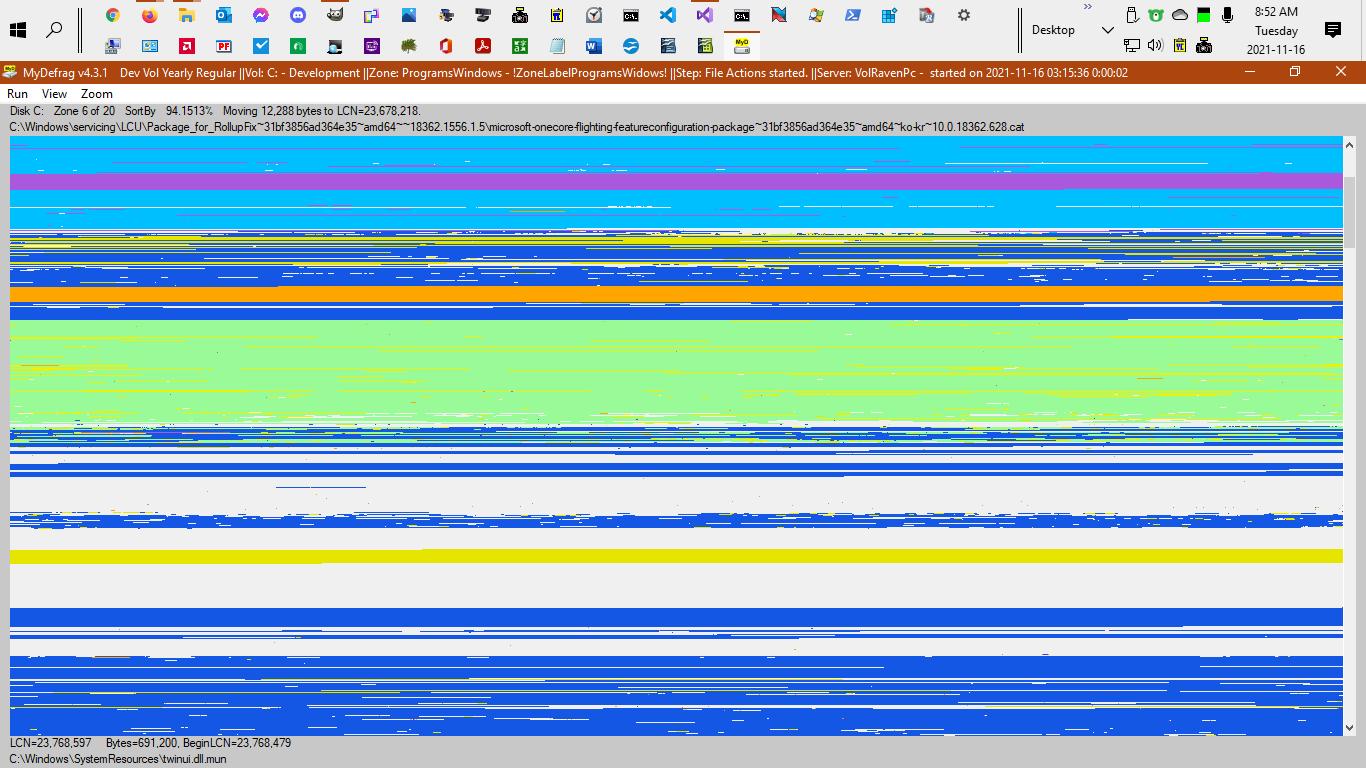 8:52 AM
Desktop
Tuesday
2021-11-16
MyDefrag v4.3.1 Dev Vol Yearly Regular ||Vol: C: - Development ||Zone: ProgramsWindows - !ZoneLabelProgramsWidows! ||Step: File Actions started. ||Server: VolRavenPc - started on 2021-11-16 03:15:36 0:00:02
Run View Zoom
Disk C: Zone 6 of 20 SortBy 94.1513% Moving 12,288 bytes to LCN=23,678,218.
C:\Windows\servicing\LCU\Package_for_RollupFix~31bf3856ad364e35~amd64~~18362.1556.1.5\microsoft-onecore-flighting-featureconfiguration-package~31bf3856ad364e35~amd64~ko-kr~10.0.18362.628.cat
LCN=23,768,597 Bytes=691,200, BeginLCN=23,768,479
C:\Windows\SystemResources\twinui.dll.mun